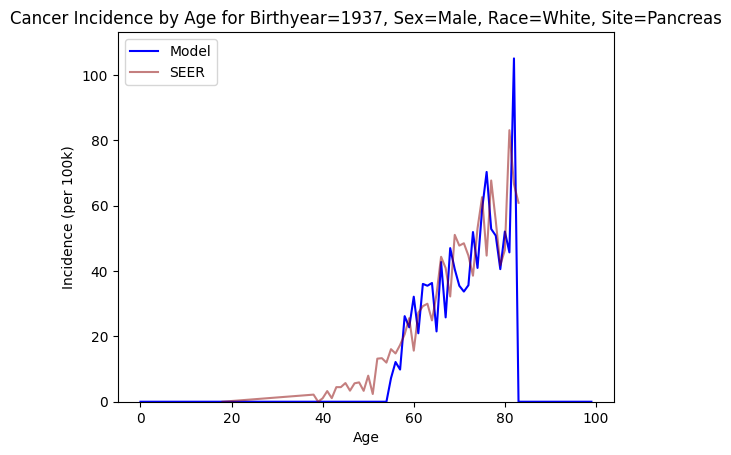 Cancer Incidence by Age for Birthyear=1937, Sex=Male, Race=White, Site=Pancreas
Model
SEER
100
80
60
40
20
0
Incidence (per 100k)
0 20 40 60 80 100
Age